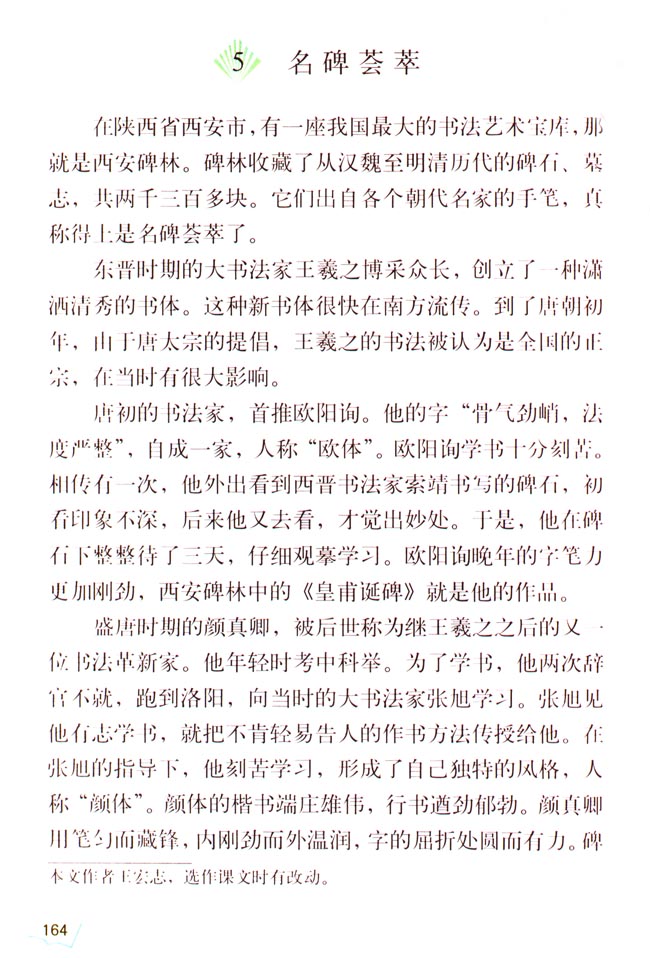 5 名碑荟萃
在陕西省西安市，有一座我国最大的书法艺术宝库，那
就是西安碑林。碑林收藏了从汉魏至明清历代的碑石、墓
志，共两千三百多块。它们出自各个朝代名家的手笔，真
称得上是名碑荟萃了。
东晋时期的大书法家王羲之博采众长，创立了一种潇
洒清秀的书体。这种新书体很快在南方流传。到了唐朝初
年，由于唐太宗的提倡，王羲之的书法被认为是全国的正
宗，在当时有很大影响。
唐初的书法家，首推欧阳询。他的字“骨气劲峭，法
度严整”，自成一家，人称“欧体”。欧阳询学书十分刻苦。
相传有一次，他外出看到西晋书法家索靖书写的碑石，初
看印象不深，后来他又去看，才觉出妙处。于是，他在碑
石下整整待了三天，仔细观摹学习。欧阳询晚年的字笔力
更加刚劲，西安碑林中的《皇甫诞碑》就是他的作品。
盛唐时期的颜真卿，被后世称为继王羲之之后的又一
位书法革新家。他年轻时考中科举。为了学书，他两次辞
官不就，跑到洛阳，向当时的大书法家张旭学习。张旭见
他有志学书，就把不肯轻易告人的作书方法传授给他。在
张旭的指导下，他刻苦学习，形成了自己独特的风格，人
称“颜体”。颜体的楷书端庄雄伟，行书遒劲郁勃。颜真卿
用笔匀而藏锋，内刚劲而外温润，字的屈折处圆而有力。碑
本文作者王宏志，选作课文时有改动。
164